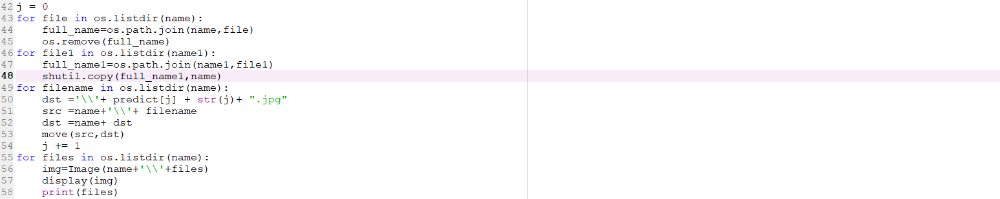 42 j = 0
43 for file in os.listdir(name):
44     full_name=os.path.join(name,file)
45     os.remove(full_name)
46 for file1 in os.listdir(name1):
47     full_name1=os.path.join(name1,file1)
48     shutil.copy(full_name1,name)
49 for filename in os.listdir(name):
50     dst ='\\'+ predict[j] + str(j)+ ".jpg"
51     src =name+'\\'+ filename
52     dst =name+ dst
53     move(src,dst)
54     j += 1
55 for files in os.listdir(name):
56     img=Image(name+'\\'+files)
57     display(img)
58     print(files)